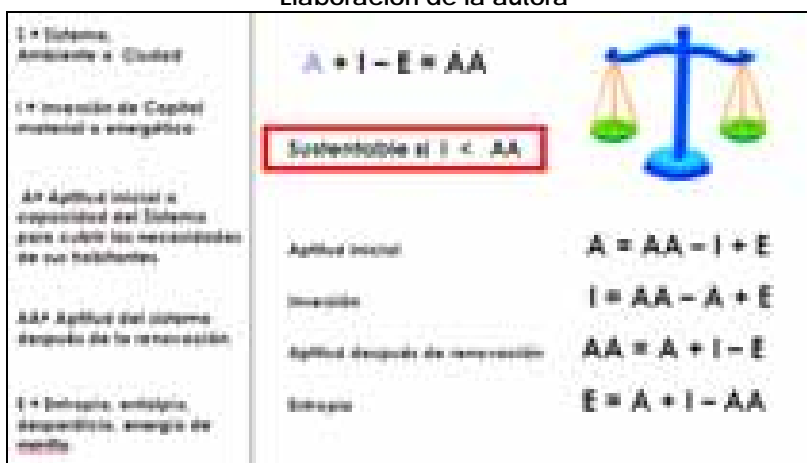 Elaboración de la autora
Sistema,
Ambiente o Ciudad
I = Inversión de Capital
material o energético
A= Aptitud inicial o
capacidad del Sistema
para cubrir las necesidades
de sus habitantes
AA= Aptitud del sistema
después de la renovación
E = Entropía, entalpia,
desperdicio, energía de
A + I – E = AA
Sustentable si I < AA
Aptitud inicial
A = AA – I + E
Inversión
I = AA – A + E
Aptitud después de renovación
AA = A + I – E
Entropía
E = A + I – AA